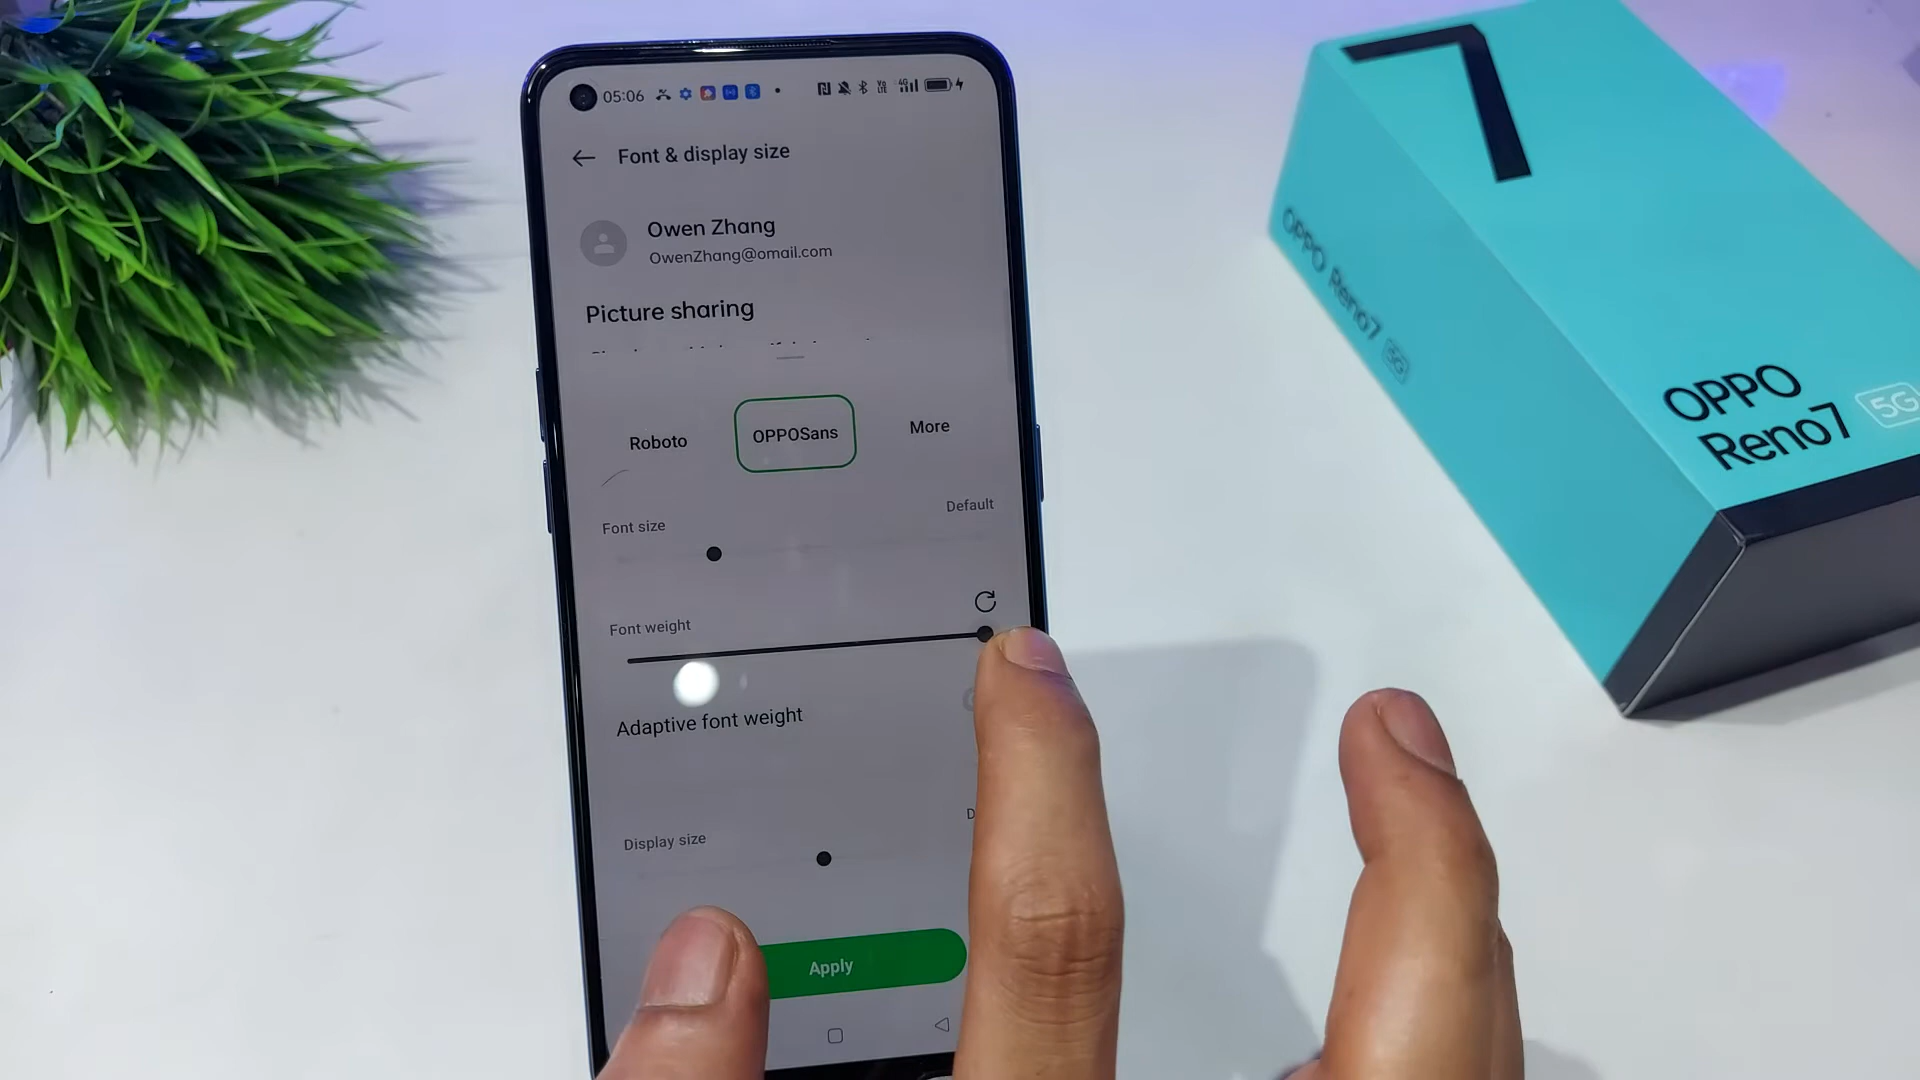 05:06
Font & display size
Owen Zhang
OwenZhang@omail.com
Picture sharing
Roboto
OPPOSans
More
Font size
Default
Font weight
Adaptive font weight
Display size
Apply
7
OPPO Reno7 5G
OPPO
Reno7 5G